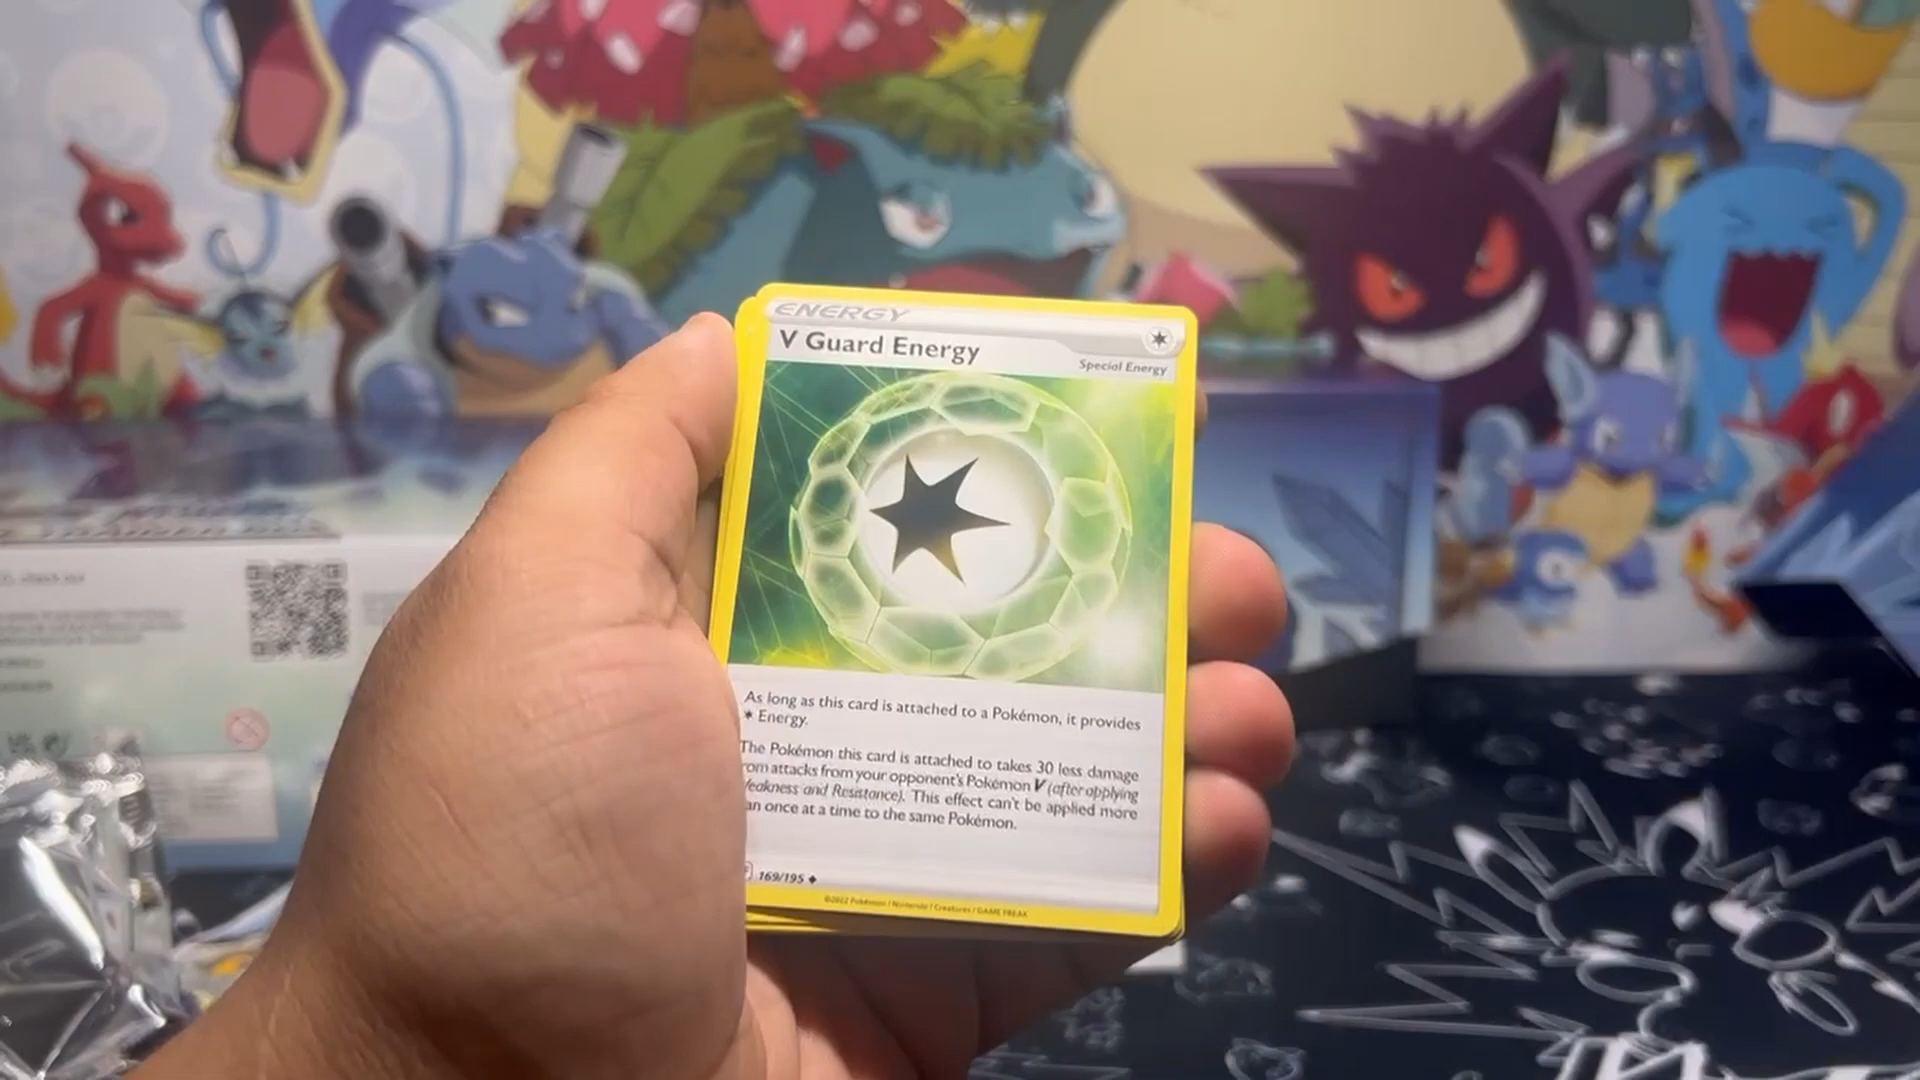 ENERGY
V Guard Energy
Special Energy
As long as this card is attached to a Pokémon, it provides
Energy.
The Pokémon this card is attached to takes 30 less damage
rom attacks from your opponent's Pokémon V (after applying
eakness and Resistance). This effect can't be applied more
an once at a time to the same Pokémon.
169/195
©2022 Pokémon / Nintendo / Creatures / GAME FREAK